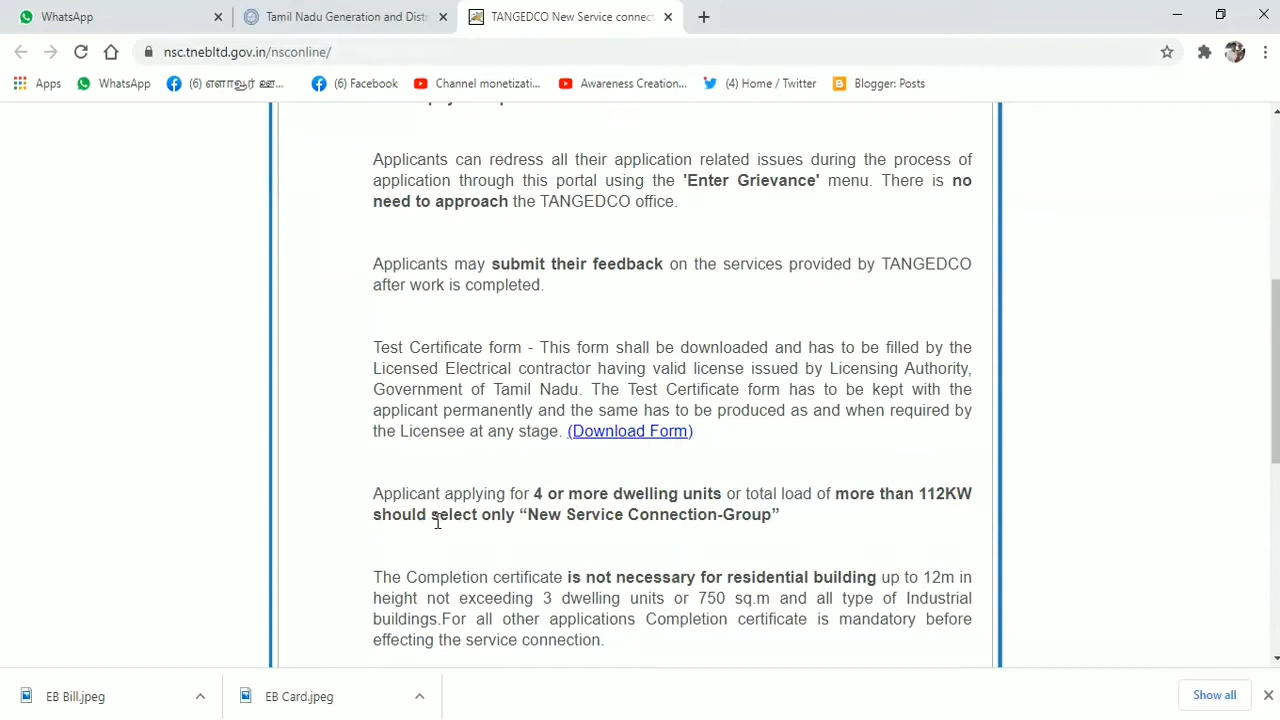 WhatsApp
Tamil Nadu Generation and Distr
TANGEDCO New Service connect
nsc.tnebltd.gov.in/nsconline/
Apps
WhatsApp
(6) எளாவூர் ஊ...
(6) Facebook
Channel monetizati...
Awareness Creation...
(4) Home / Twitter
Blogger: Posts
Applicants can redress all their application related issues during the process of
application through this portal using the 'Enter Grievance' menu. There is no
need to approach the TANGEDCO office.
Applicants may submit their feedback on the services provided by TANGEDCO
after work is completed.
Test Certificate form - This form shall be downloaded and has to be filled by the
Licensed Electrical contractor having valid license issued by Licensing Authority,
Government of Tamil Nadu. The Test Certificate form has to be kept with the
applicant permanently and the same has to be produced as and when required by
the Licensee at any stage. (Download Form)
Applicant applying for 4 or more dwelling units or total load of more than 112KW
should select only “New Service Connection-Group”
The Completion certificate is not necessary for residential building up to 12m in
height not exceeding 3 dwelling units or 750 sq.m and all type of Industrial
buildings.For all other applications Completion certificate is mandatory before
effecting the service connection.
EB Bill.jpeg
EB Card.jpeg
Show all